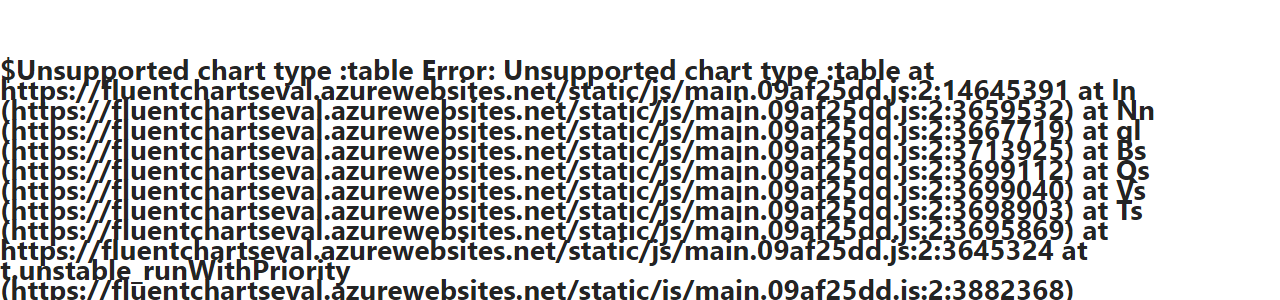 $Unsupported chart type :table Error: Unsupported chart type :table at
https://fluentchartseval.azurewebsites.net/static/js/main.09af25dd.js:2:14645391 at ln
(https://fluentchartseval.azurewebsites.net/static/js/main.09af25dd.js:2:3659532) at Nn
(https://fluentchartseval.azurewebsites.net/static/js/main.09af25dd.js:2:3667719) at gl
(https://fluentchartseval.azurewebsites.net/static/js/main.09af25dd.js:2:3713925) at Bs
(https://fluentchartseval.azurewebsites.net/static/js/main.09af25dd.js:2:3699112) at Qs
(https://fluentchartseval.azurewebsites.net/static/js/main.09af25dd.js:2:3699040) at Vs
(https://fluentchartseval.azurewebsites.net/static/js/main.09af25dd.js:2:3698903) at Ts
(https://fluentchartseval.azurewebsites.net/static/js/main.09af25dd.js:2:3695869) at
https://fluentchartseval.azurewebsites.net/static/js/main.09af25dd.js:2:3645324 at
t.unstable_runWithPriority
(https://fluentchartseval.azurewebsites.net/static/js/main.09af25dd.js:2:3882368)